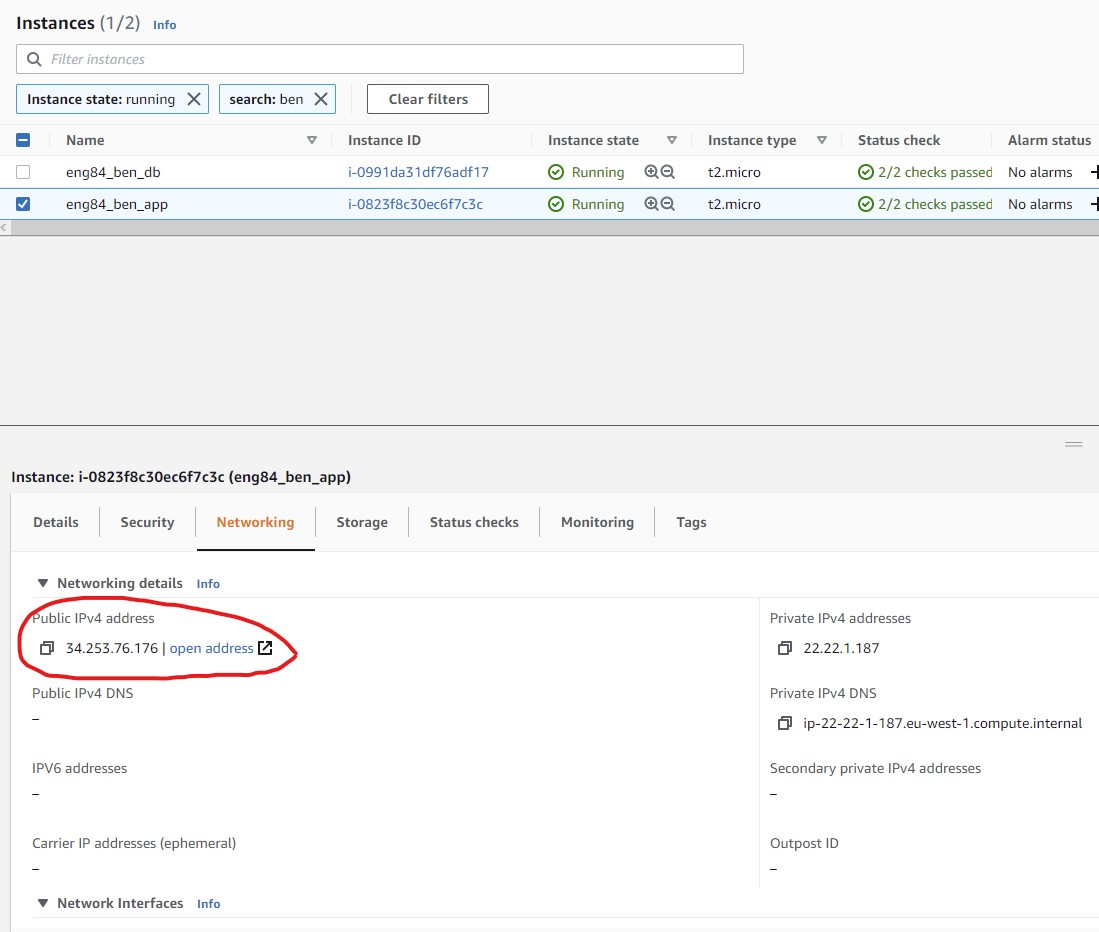 Instances (1/2) Info
Filter instances
Instance state: running search: ben Clear filters
Name Instance ID Instance state Instance type Status check Alarm status
eng84_ben_db i-0991da31df76adf17 Running t2.micro 2/2 checks passed No alarms
eng84_ben_app i-0823f8c30ec6f7c3c Running t2.micro 2/2 checks passed No alarms
Instance: i-0823f8c30ec6f7c3c (eng84_ben_app)
Details Security Networking Storage Status checks Monitoring Tags
Networking details Info
Public IPv4 address Private IPv4 addresses
34.253.76.176 | open address 22.22.1.187
Public IPv4 DNS Private IPv4 DNS
– ip-22-22-1-187.eu-west-1.compute.internal
IPV6 addresses Secondary private IPv4 addresses
– –
Carrier IP addresses (ephemeral) Outpost ID
– –
Network Interfaces Info